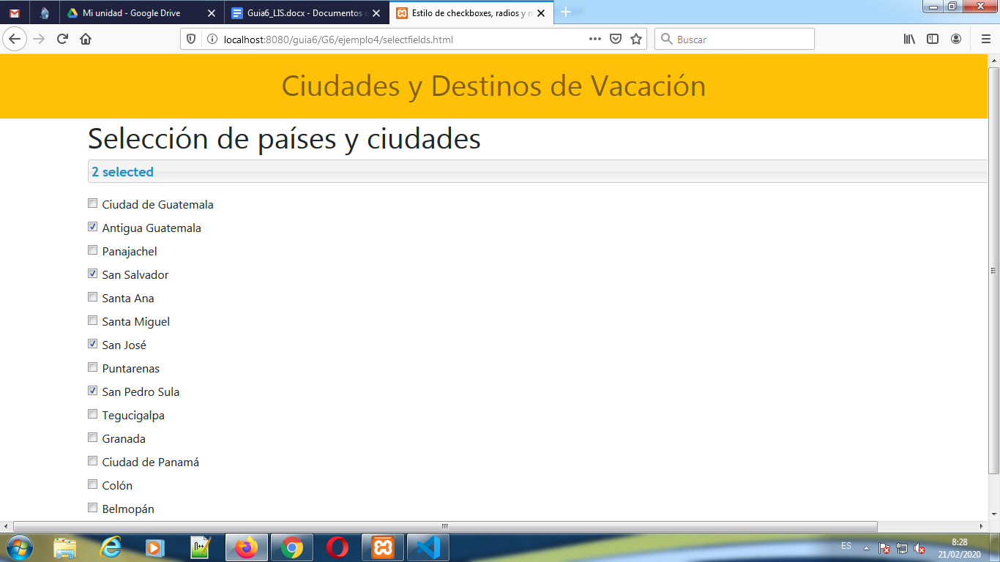 Mi unidad - Google Drive
Guia6_LIS.docx - Documentos
Estilo de checkboxes, radios y
localhost:8080/guia6/G6/ejemplo4/selectfields.html
Buscar
Ciudades y Destinos de Vacación
Selección de países y ciudades
2 selected
Ciudad de Guatemala
Antigua Guatemala
Panajachel
San Salvador
Santa Ana
Santa Miguel
San José
Puntarenas
San Pedro Sula
Tegucigalpa
Granada
Ciudad de Panamá
Colón
Belmopán
ES
8:28
21/02/2020